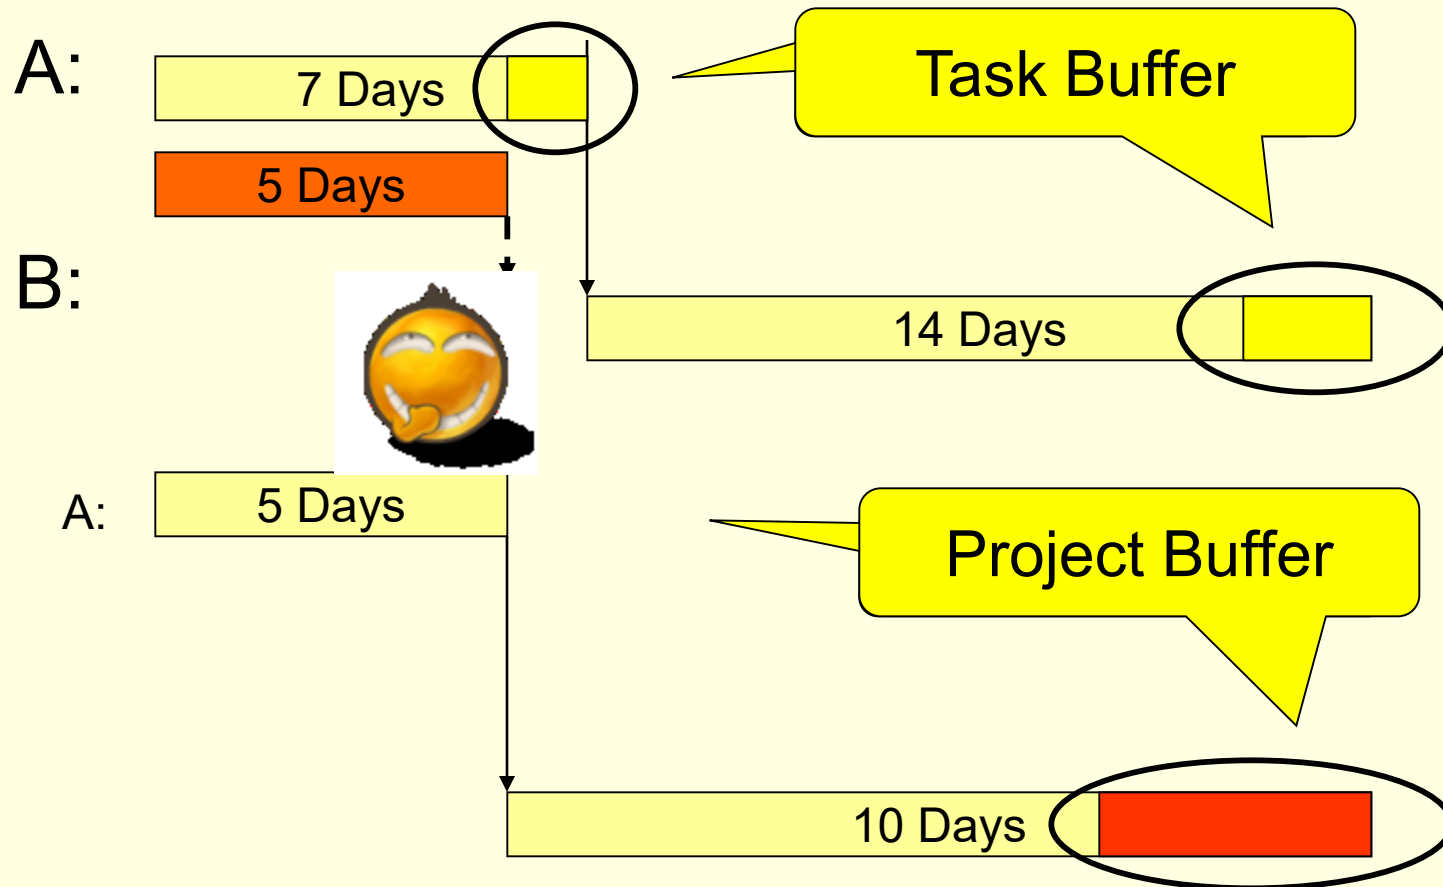 A:
7 Days
Task Buffer
5 Days
B:
14 Days
A:
5 Days
Project Buffer
10 Days